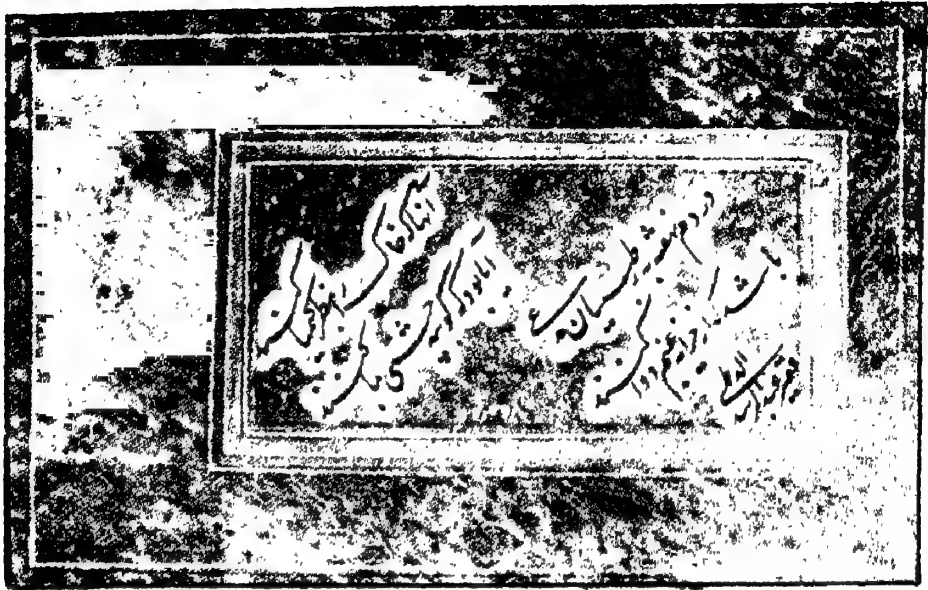 دردم نهفته به ز طبیبان مدعی
باشد که از خزانه غیبم دوا کنند
آنانکه خاک را بنظر کیمیا کنند
آیا بود که گوشه چشمی بما کنند